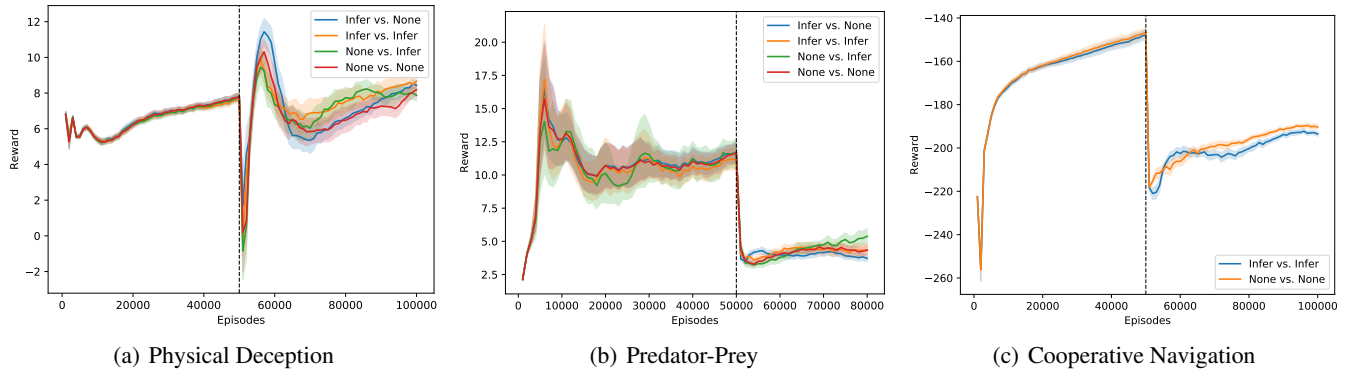 12
10
8
6
4
2
0
−2
Reward
0
20000
40000
60000
80000
100000
Episodes
Infer vs. None
Infer vs. Infer
None vs. Infer
None vs. None
(a) Physical Deception
20.0
17.5
15.0
12.5
10.0
7.5
5.0
2.5
Reward
0
10000
20000
30000
40000
50000
60000
70000
80000
Episodes
Infer vs. None
Infer vs. Infer
None vs. Infer
None vs. None
(b) Predator-Prey
−140
−160
−180
−200
−220
−240
−260
Reward
0
20000
40000
60000
80000
100000
Episodes
Infer vs. Infer
None vs. None
(c) Cooperative Navigation